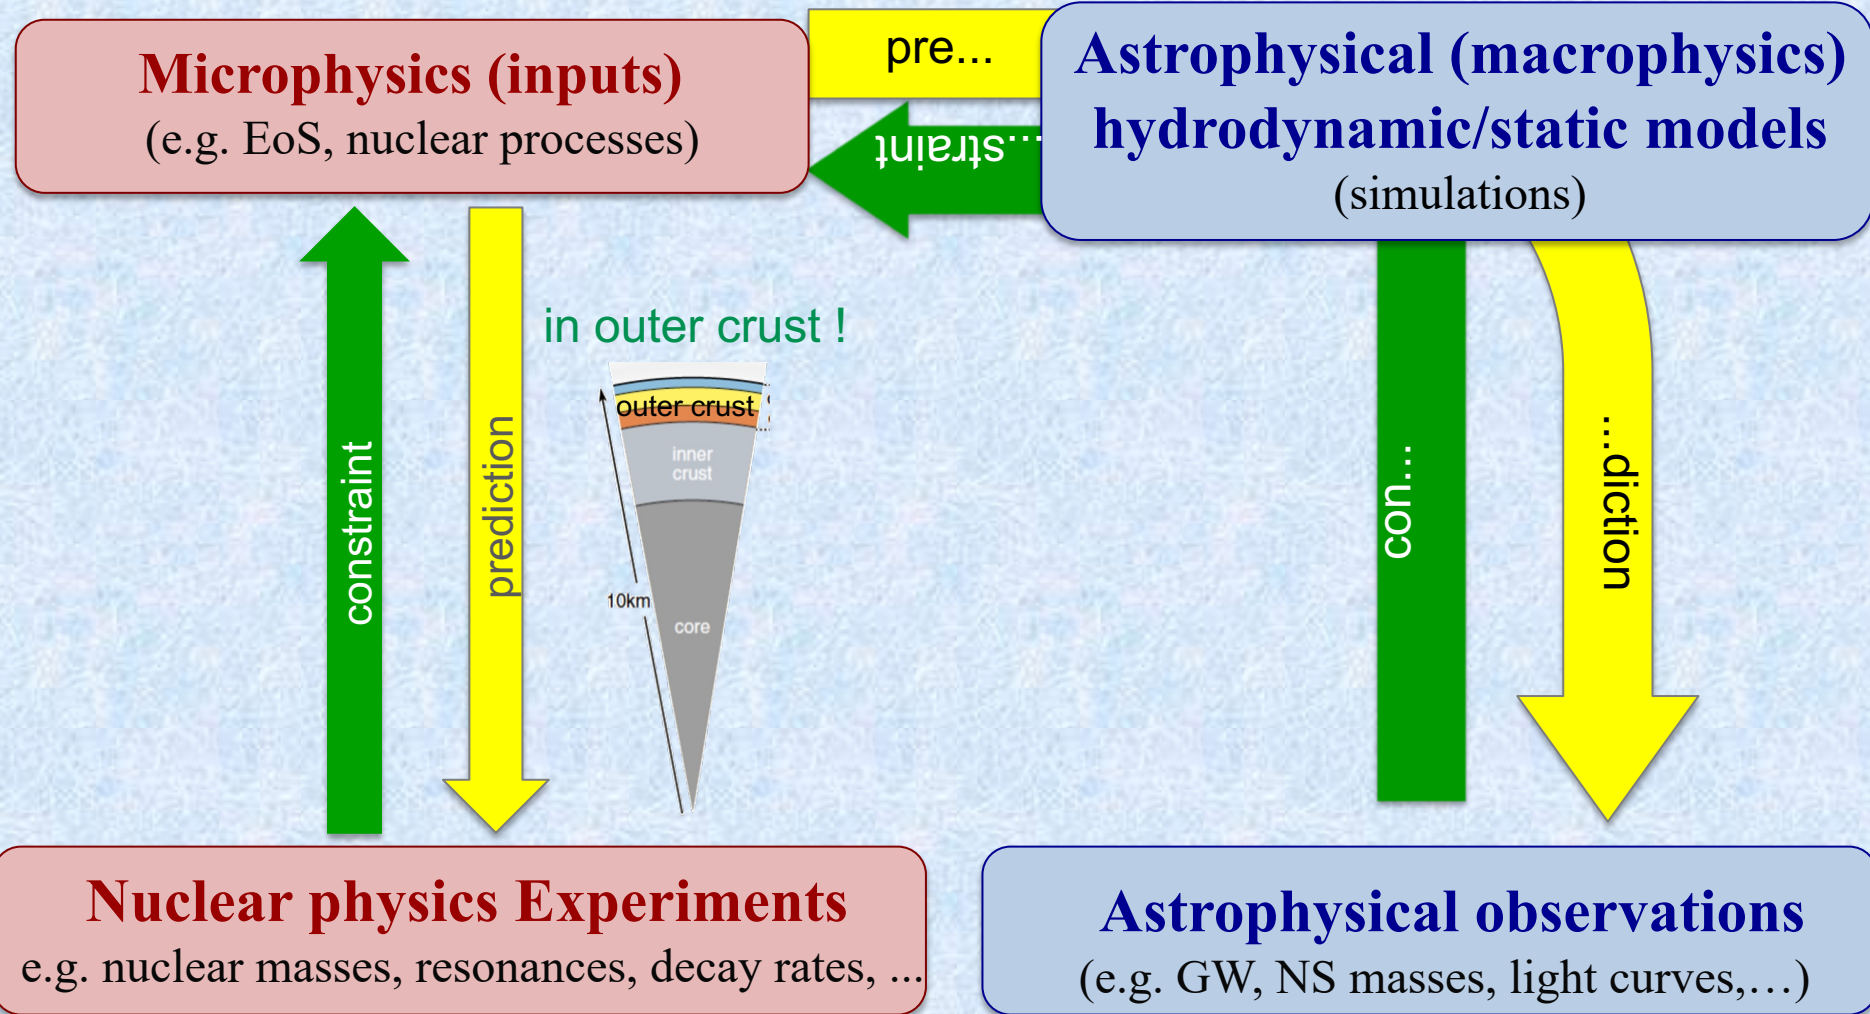 Microphysics (inputs)
(e.g. EoS, nuclear processes)
pre...
...straint
Astrophysical (macrophysics)
hydrodynamic/static models
(simulations)
constraint
prediction
in outer crust !
outer crust
inner
crust
10km
core
con...
...diction
Nuclear physics Experiments
e.g. nuclear masses, resonances, decay rates, ...
Astrophysical observations
(e.g. GW, NS masses, light curves,…)